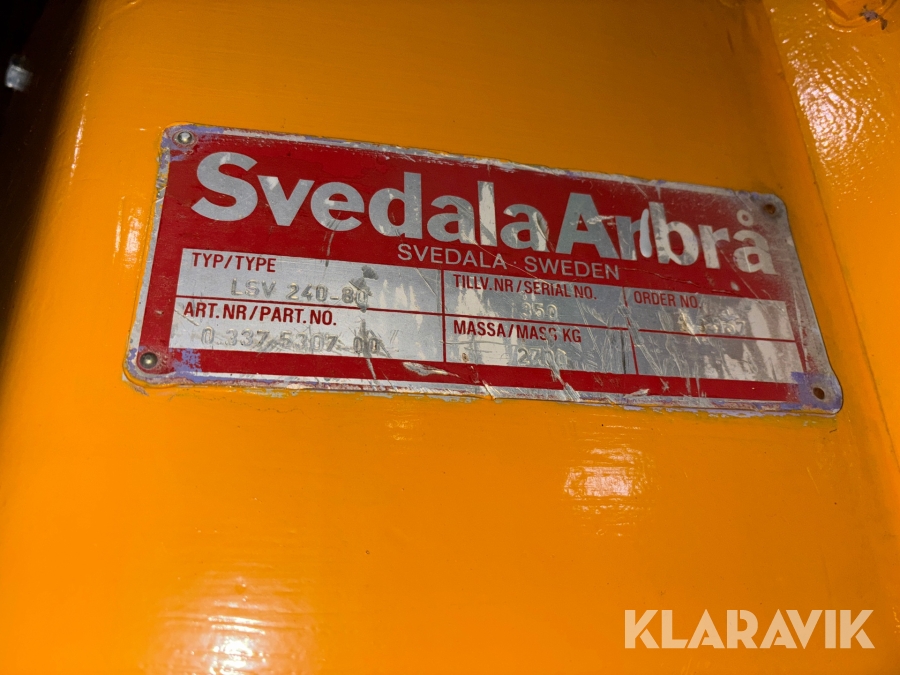 SvedalaArbrå
SVEDALA · SWEDEN
TYP/TYPE
TILLV.NR/SERIAL NO.
ORDER NO.
LSV 240-80
950
ART.NR/PART.NO.
MASSA/MASS KG
0.337.5307-00
KLARAVIK